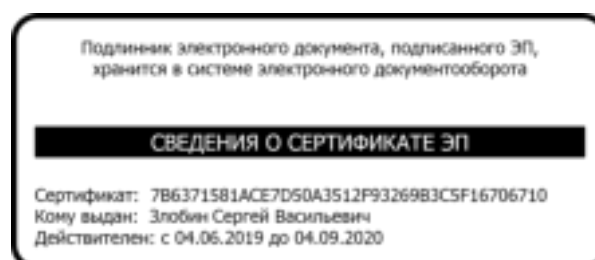 Подлинник электронного документа, подписанного ЭП,
хранится в системе электронного документооборота
СВЕДЕНИЯ О СЕРТИФИКАТЕ ЭП
Сертификат: 7B6371581ACE7D50A3512F93269B3C5F16706710
Кому выдан: Злобин Сергей Васильевич
Действителен: с 04.06.2019 до 04.09.2020